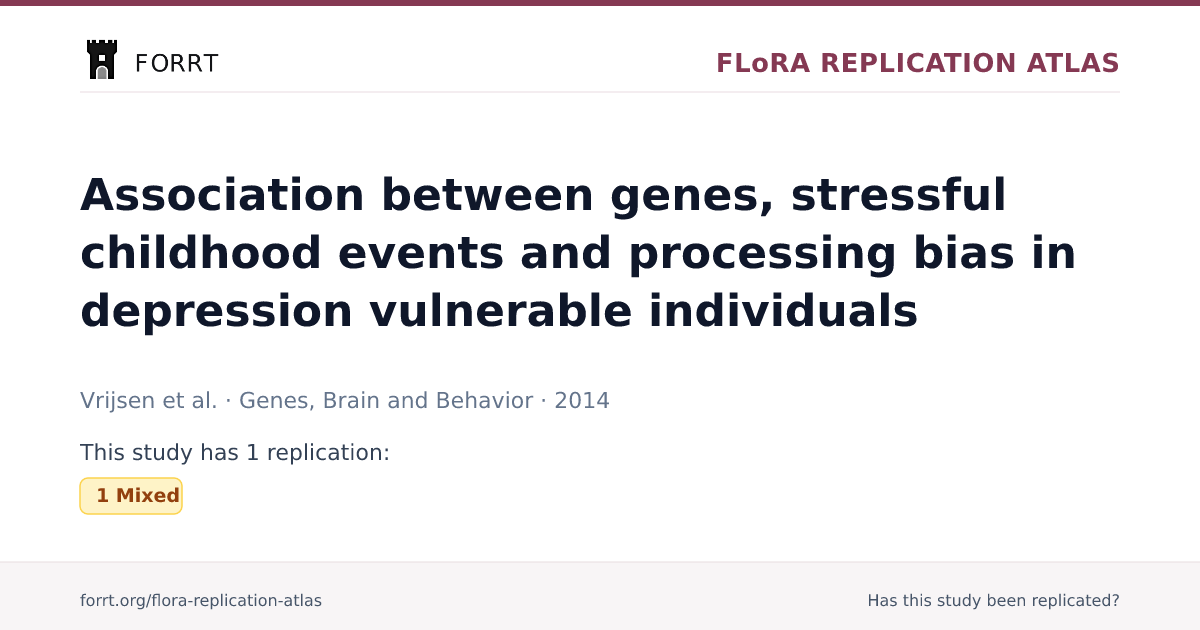 FORRT
FLoRA REPLICATION ATLAS
Association between genes, stressful
childhood events and processing bias in
depression vulnerable individuals
Vrijsen et al. · Genes, Brain and Behavior · 2014
This study has 1 replication:
1 Mixed
forrt.org/flora-replication-atlas
Has this study been replicated?